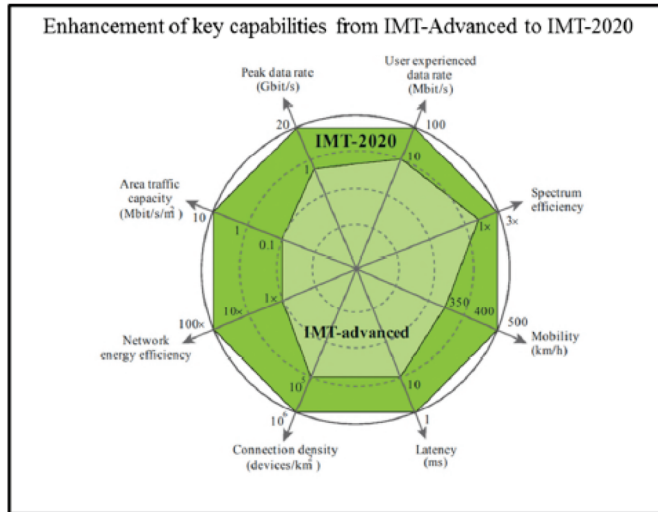 Enhancement of key capabilities from IMT-Advanced to IMT-2020
Peak data rate
(Gbit/s)
User experienced
data rate
(Mbit/s)
20
100
IMT-2020
1
10
Area traffic
capacity
(Mbit/s/m²)
Spectrum
efficiency
10
1
0.1
1×
3×
1×
10×
100×
350
400
500
Network
energy efficiency
IMT-advanced
Mobility
(km/h)
10⁵
10
10⁶
1
Connection density
(devices/km²)
Latency
(ms)